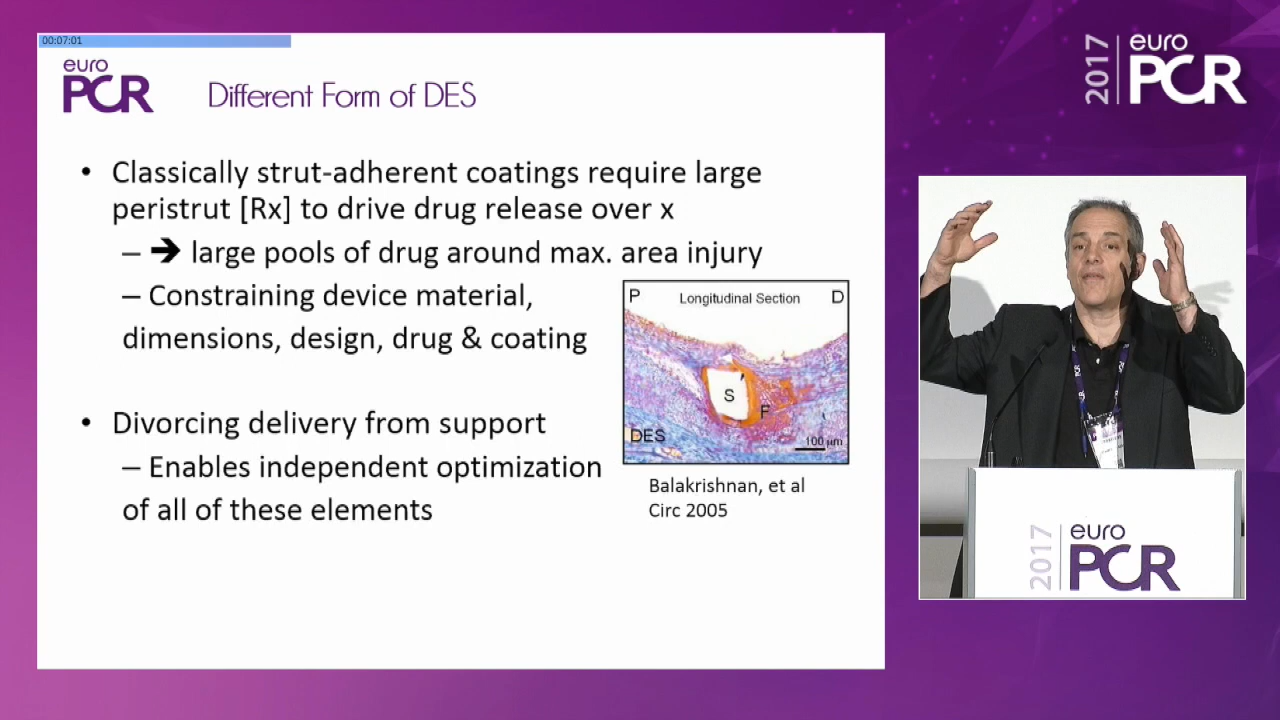 00:07:01
euro
PCR
Different Form of DES
• Classically strut-adherent coatings require large
peristrut [Rx] to drive drug release over x
– ➔ large pools of drug around max. area injury
– Constraining device material,
dimensions, design, drug & coating
P Longitudinal Section D
S
F
DES
100 µm
• Divorcing delivery from support
– Enables independent optimization
of all of these elements
Balakrishnan, et al
Circ 2005
2017
euro
PCR
2017
euro
PCR